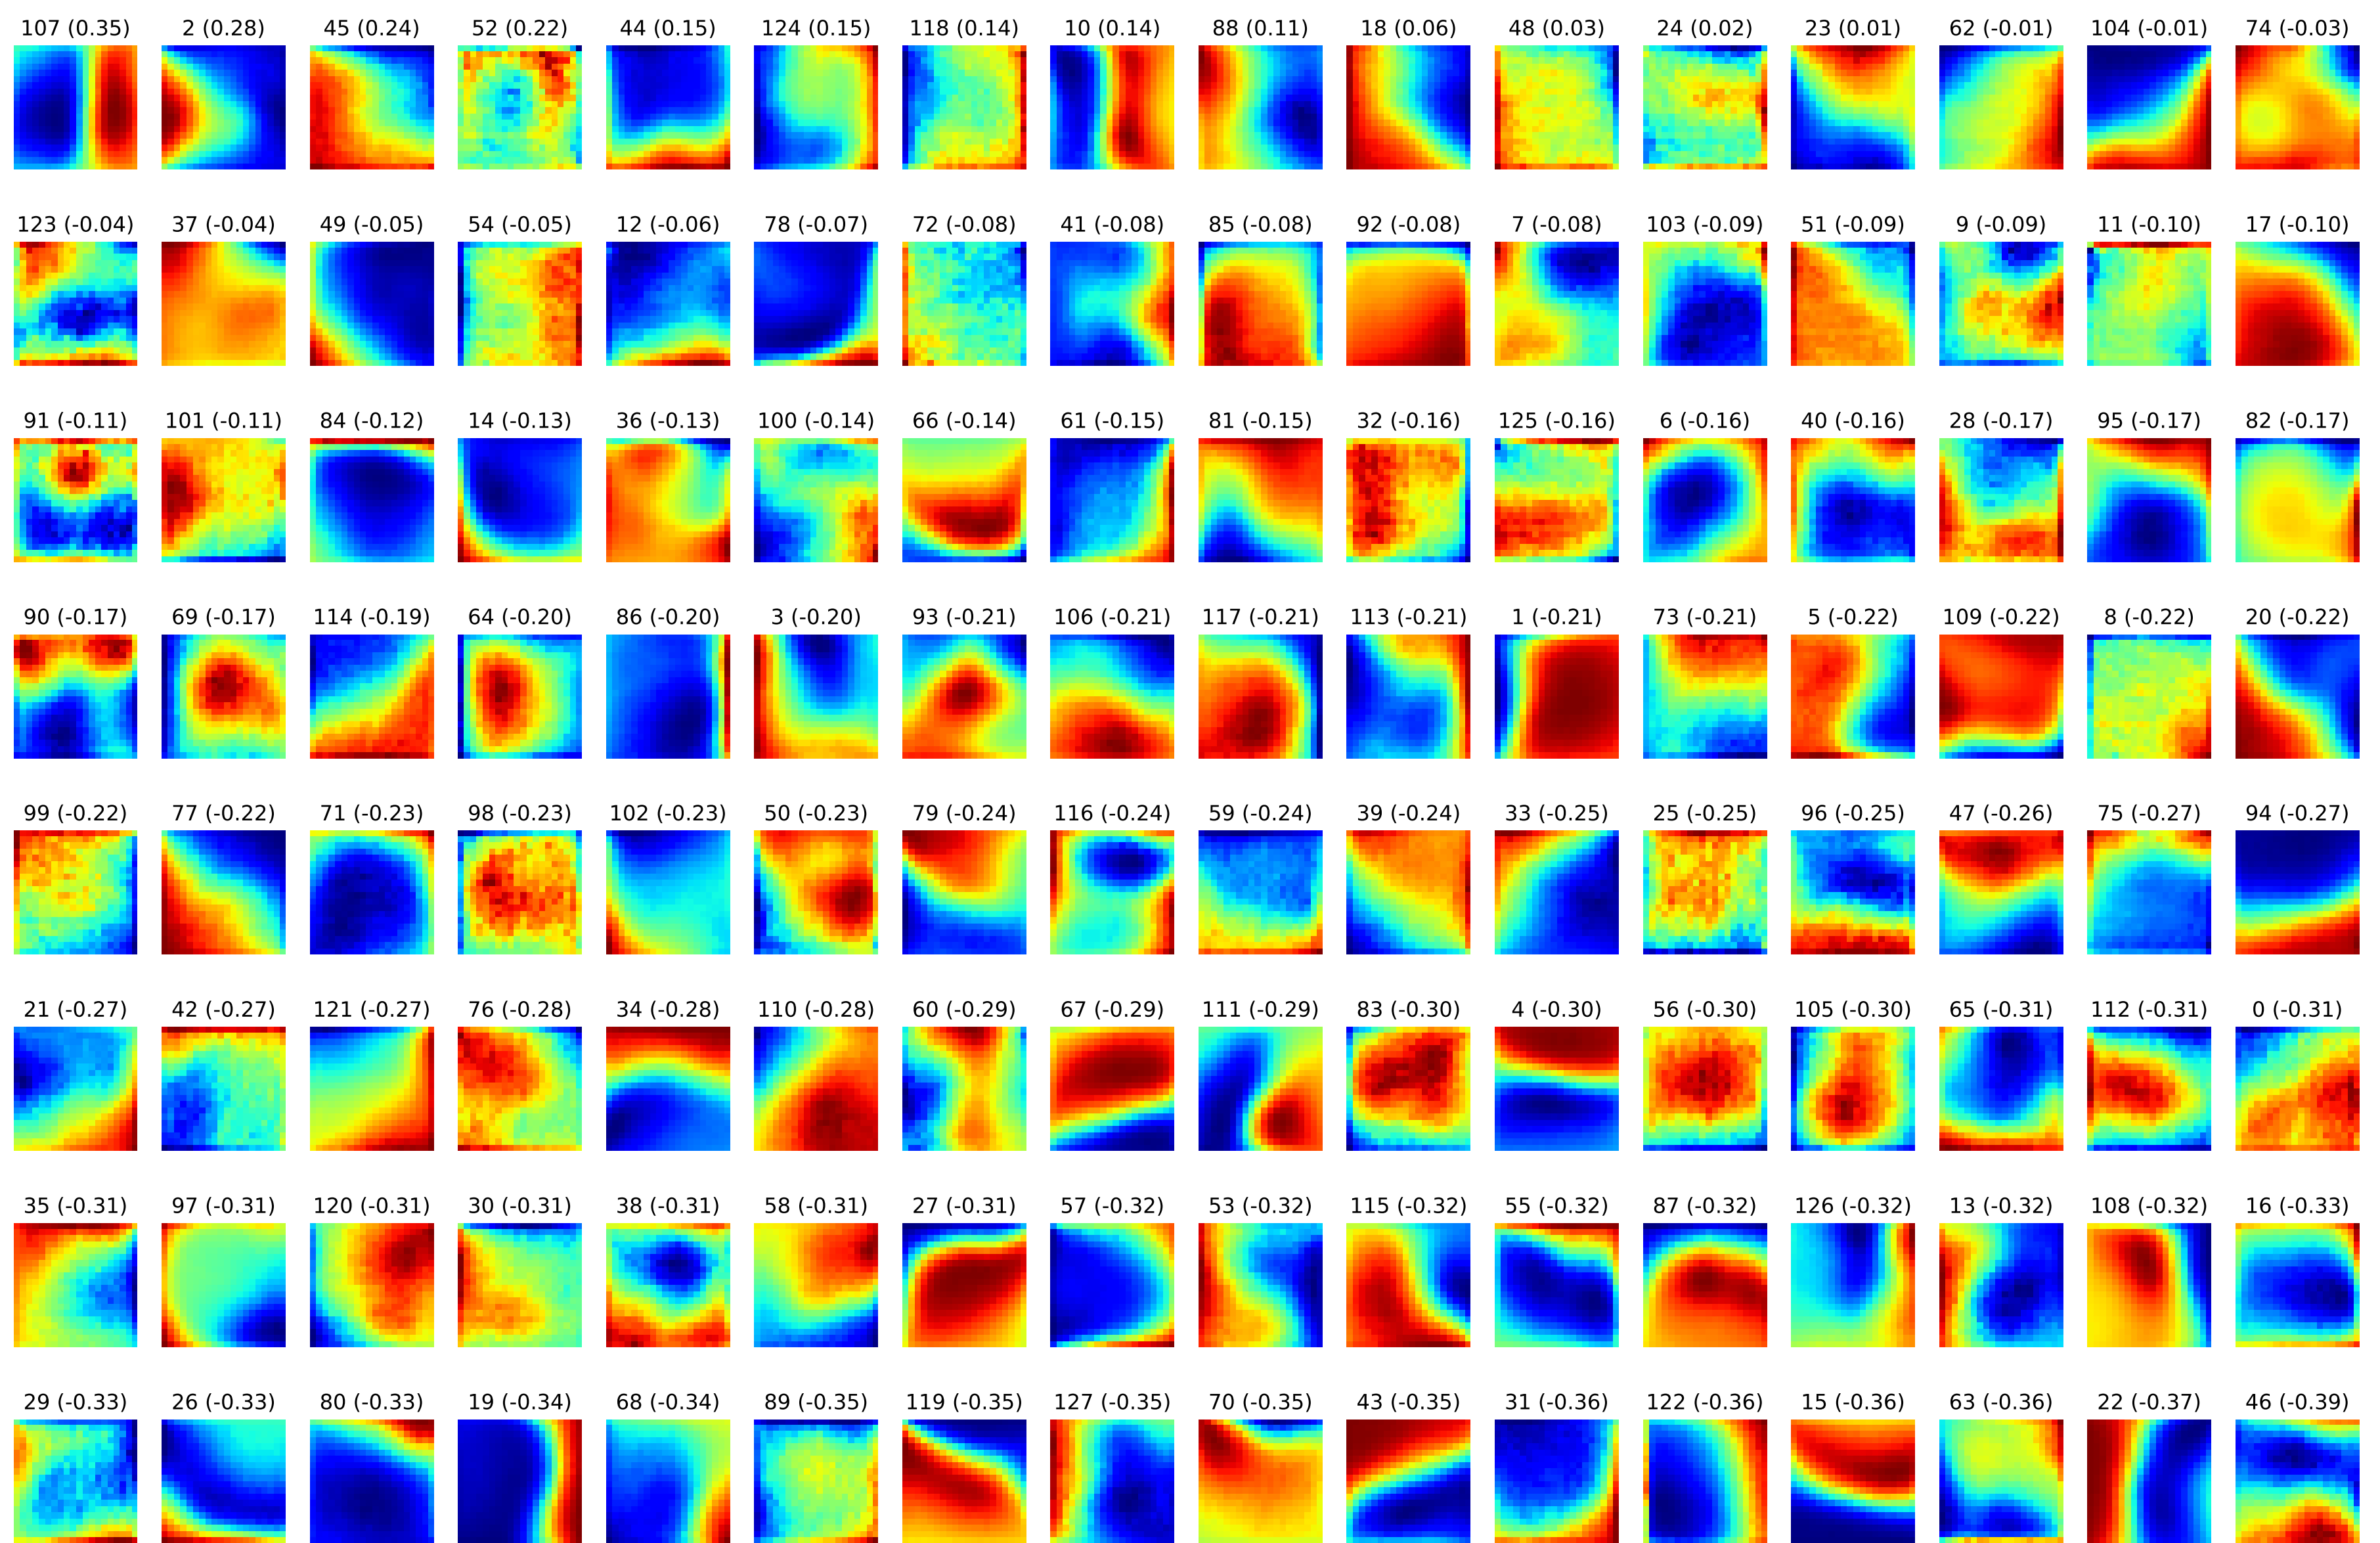 107 (0.35) 2 (0.28) 45 (0.24) 52 (0.22) 44 (0.15) 124 (0.15) 118 (0.14) 10 (0.14) 88 (0.11) 18 (0.06) 48 (0.03) 24 (0.02) 23 (0.01) 62 (-0.01) 104 (-0.01) 74 (-0.03)
123 (-0.04) 37 (-0.04) 49 (-0.05) 54 (-0.05) 12 (-0.06) 78 (-0.07) 72 (-0.08) 41 (-0.08) 85 (-0.08) 92 (-0.08) 7 (-0.08) 103 (-0.09) 51 (-0.09) 9 (-0.09) 11 (-0.10) 17 (-0.10)
91 (-0.11) 101 (-0.11) 84 (-0.12) 14 (-0.13) 36 (-0.13) 100 (-0.14) 66 (-0.14) 61 (-0.15) 81 (-0.15) 32 (-0.16) 125 (-0.16) 6 (-0.16) 40 (-0.16) 28 (-0.17) 95 (-0.17) 82 (-0.17)
90 (-0.17) 69 (-0.17) 114 (-0.19) 64 (-0.20) 86 (-0.20) 3 (-0.20) 93 (-0.21) 106 (-0.21) 117 (-0.21) 113 (-0.21) 1 (-0.21) 73 (-0.21) 5 (-0.22) 109 (-0.22) 8 (-0.22) 20 (-0.22)
99 (-0.22) 77 (-0.22) 71 (-0.23) 98 (-0.23) 102 (-0.23) 50 (-0.23) 79 (-0.24) 116 (-0.24) 59 (-0.24) 39 (-0.24) 33 (-0.25) 25 (-0.25) 96 (-0.25) 47 (-0.26) 75 (-0.27) 94 (-0.27)
21 (-0.27) 42 (-0.27) 121 (-0.27) 76 (-0.28) 34 (-0.28) 110 (-0.28) 60 (-0.29) 67 (-0.29) 111 (-0.29) 83 (-0.30) 4 (-0.30) 56 (-0.30) 105 (-0.30) 65 (-0.31) 112 (-0.31) 0 (-0.31)
35 (-0.31) 97 (-0.31) 120 (-0.31) 30 (-0.31) 38 (-0.31) 58 (-0.31) 27 (-0.31) 57 (-0.32) 53 (-0.32) 115 (-0.32) 55 (-0.32) 87 (-0.32) 126 (-0.32) 13 (-0.32) 108 (-0.32) 16 (-0.33)
29 (-0.33) 26 (-0.33) 80 (-0.33) 19 (-0.34) 68 (-0.34) 89 (-0.35) 119 (-0.35) 127 (-0.35) 70 (-0.35) 43 (-0.35) 31 (-0.36) 122 (-0.36) 15 (-0.36) 63 (-0.36) 22 (-0.37) 46 (-0.39)